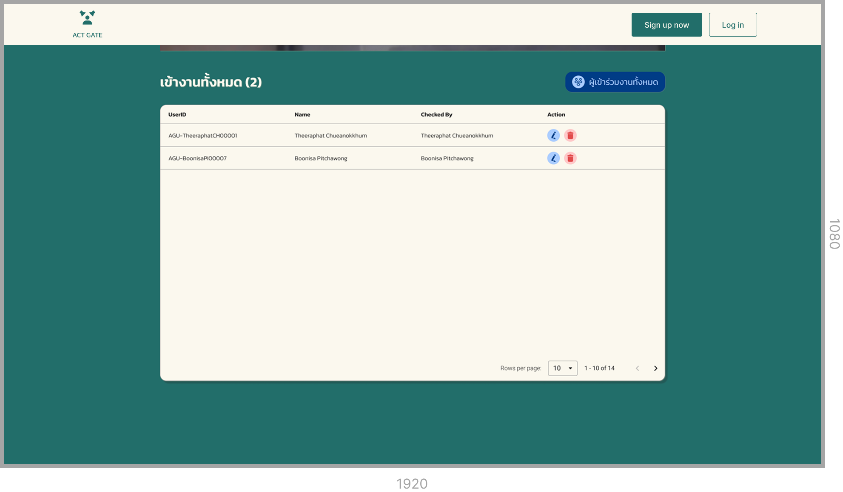 ACT GATE
Sign up now
Log in
เข้างานทั้งหมด (2)
ผู้เข้าร่วมงานทั้งหมด
UserID Name Checked By Action
AGU-TheeraphatCH00001 Theeraphat Chueanokkhum Theeraphat Chueanokkhum
AGU-BoonisaPI00007 Boonisa Pitchawong Boonisa Pitchawong
Rows per page: 10 1 - 10 of 14
1080
1920